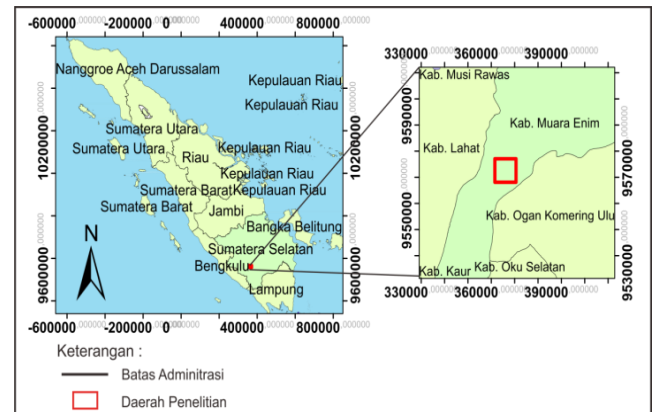 -600000 -200000 0 400000 800000
330000 360000 390000
Nanggroe Aceh Darussalam
Kepulauan Riau
Kepulauan Riau
Sumatera Utara
Sumatera Utara
Kepulauan Riau
Riau
Kepulauan Riau
Sumatera Barat
Kepulauan Riau
Sumatera Barat
Jambi
Bangka Belitung
Sumatera Selatan
Bengkulu
Lampung
N
10200000
9600000
10200000
9600000
-600000 -200000 0 400000 800000
Kab. Musi Rawas
Kab. Muara Enim
Kab. Lahat
Kab. Ogan Komering Ulu
Kab. Kaur
Kab. Oku Selatan
9590000
9550000
9570000
9530000
330000 360000 390000
Keterangan :
Batas Adminitrasi
Daerah Penelitian